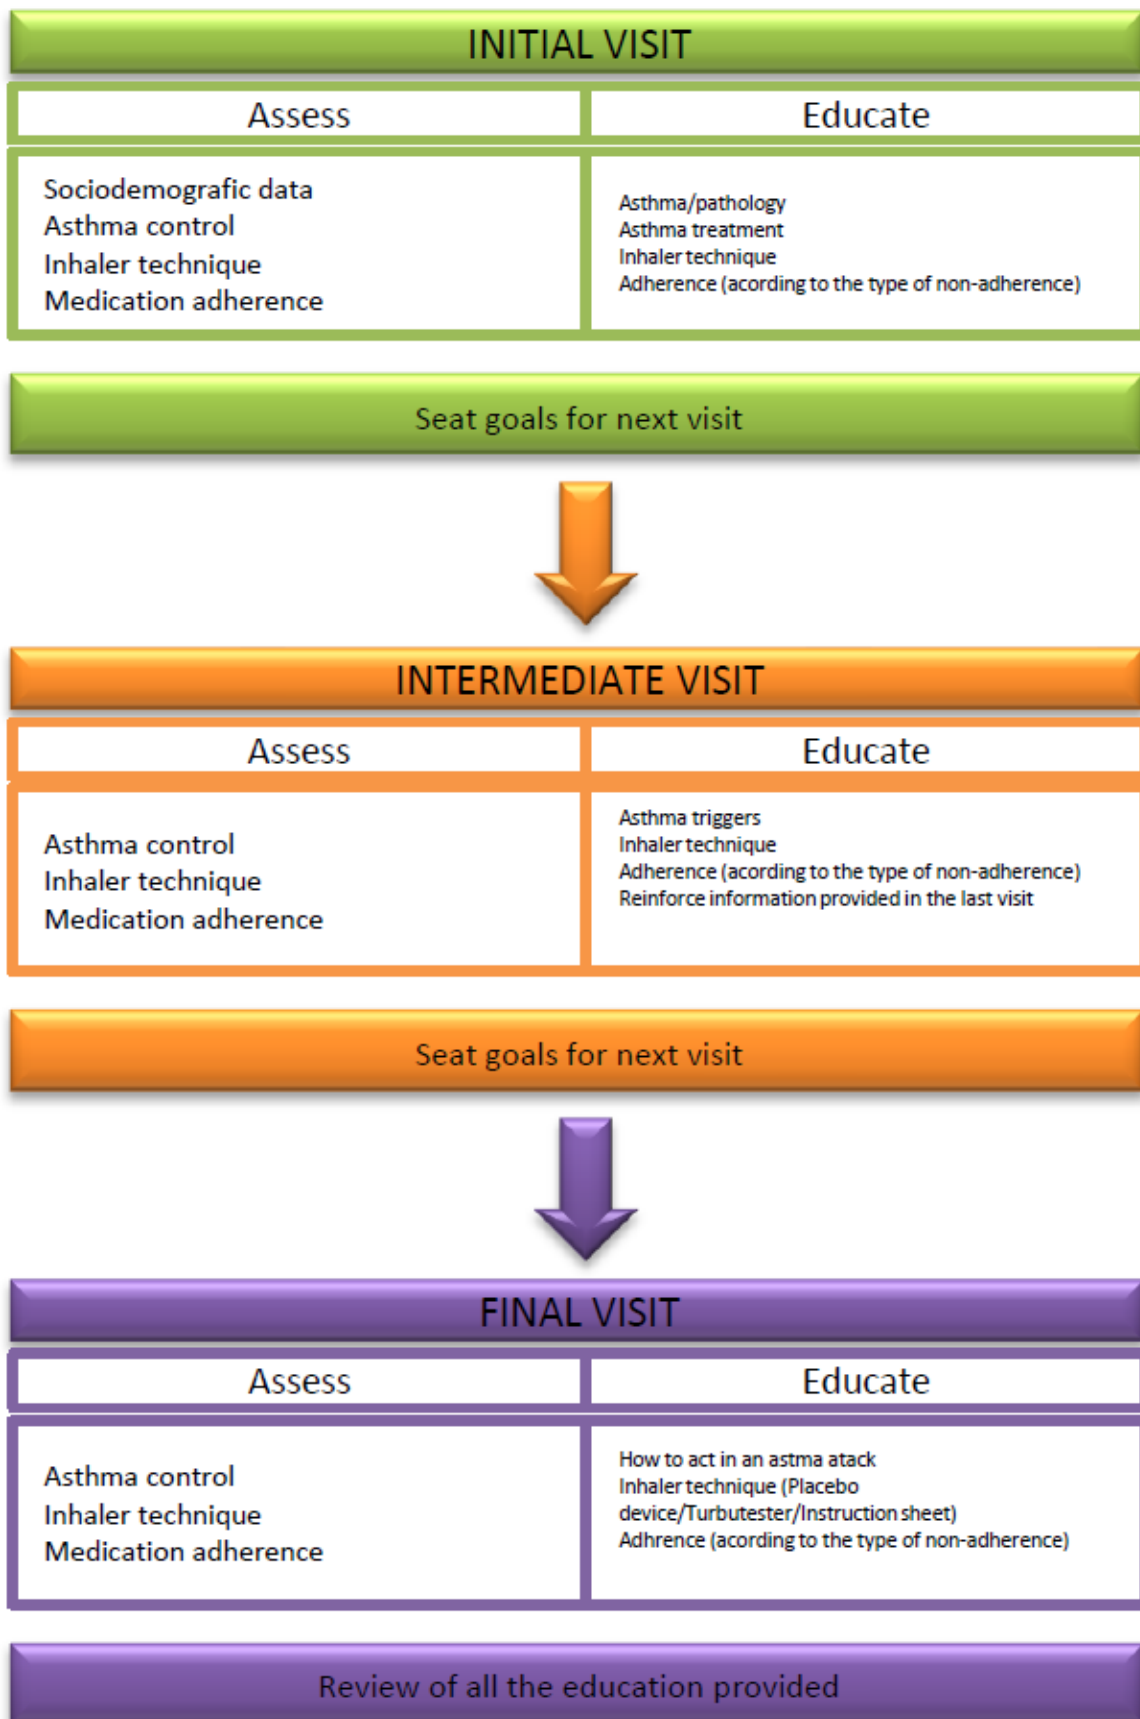 INITIAL VISIT
Assess
Educate
Sociodemografic data
Asthma control
Inhaler technique
Medication adherence
Asthma/pathology
Asthma treatment
Inhaler technique
Adherence (acording to the type of non-adherence)
Seat goals for next visit
INTERMEDIATE VISIT
Assess
Educate
Asthma control
Inhaler technique
Medication adherence
Asthma triggers
Inhaler technique
Adherence (acording to the type of non-adherence)
Reinforce information provided in the last visit
Seat goals for next visit
FINAL VISIT
Assess
Educate
Asthma control
Inhaler technique
Medication adherence
How to act in an astma atack
Inhaler technique (Placebo
device/Turbutester/Instruction sheet)
Adhrence (acording to the type of non-adherence)
Review of all the education provided